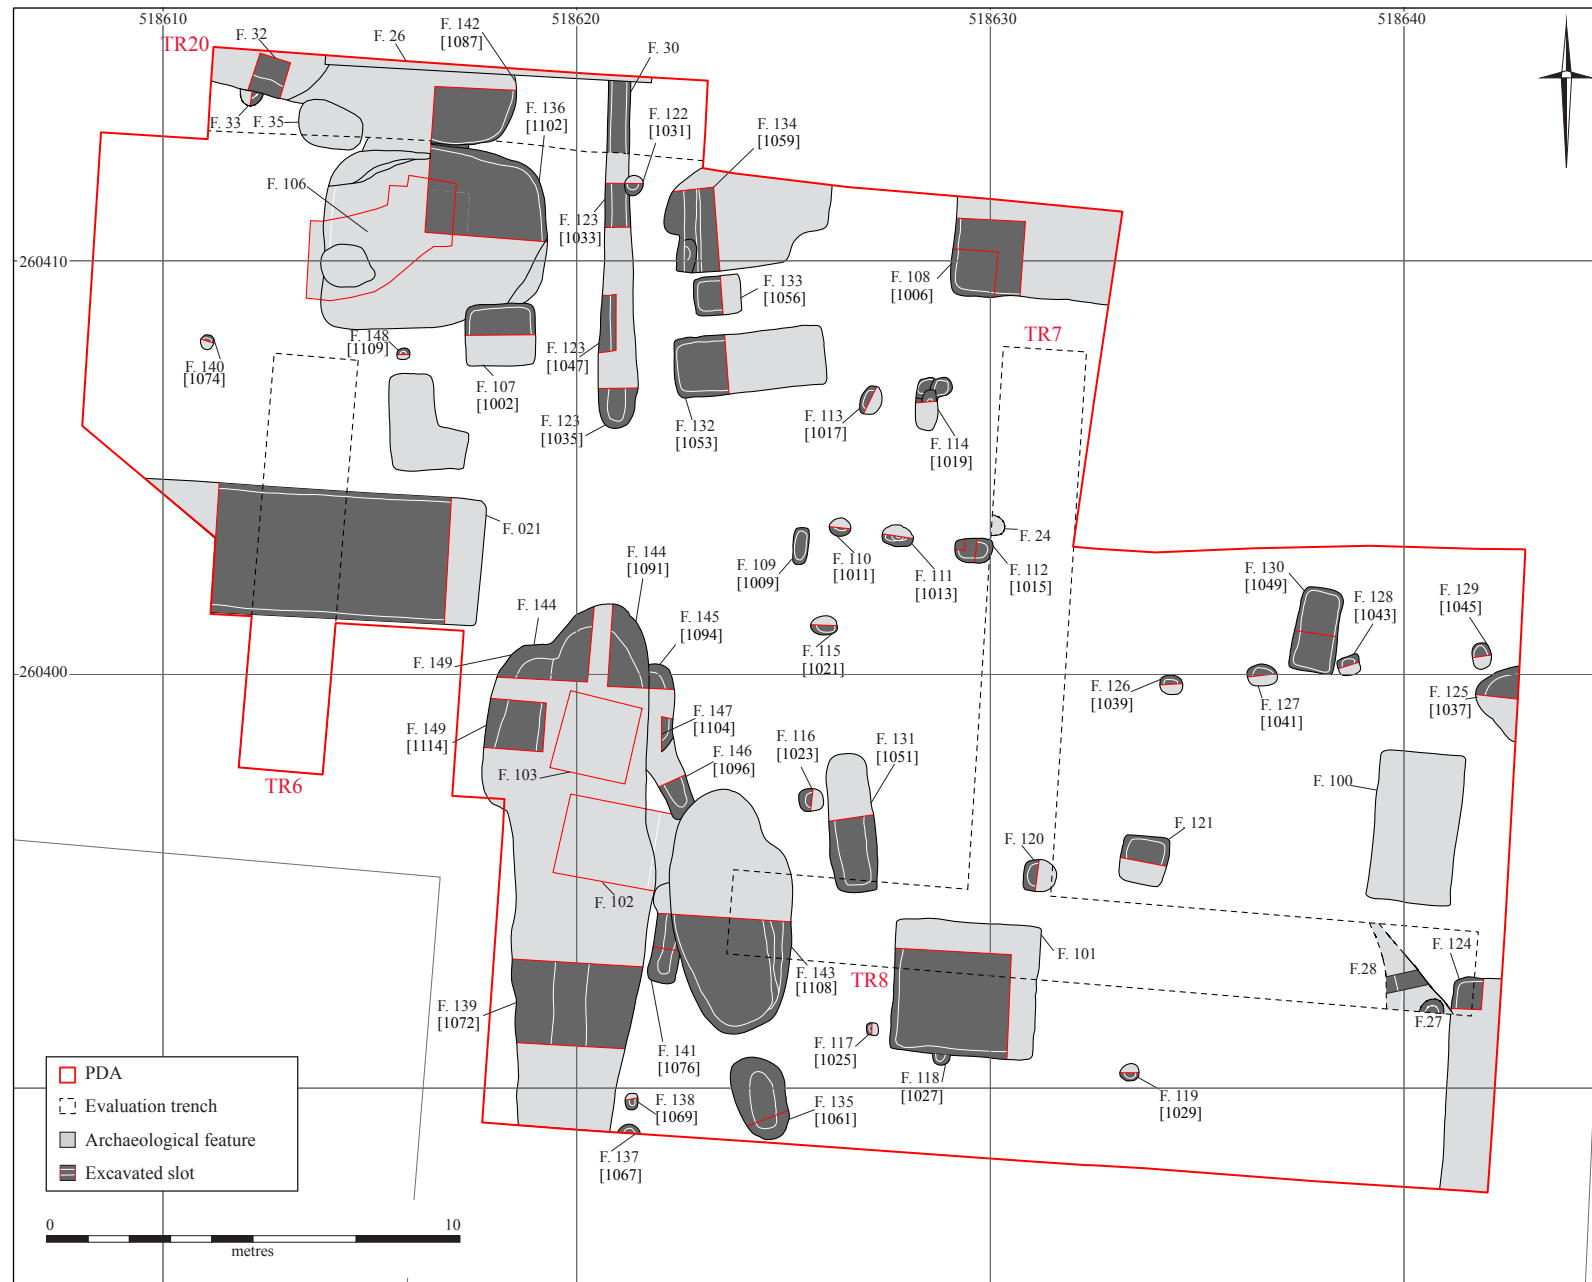 518610
518620
518630
518640
TR20
F. 32
F. 26
F. 142
[1087]
F. 30
F. 33
F. 35
F. 136
[1102]
F. 122
[1031]
F. 134
[1059]
F. 106
F. 123
[1033]
260410
F. 133
[1056]
F. 108
[1006]
TR7
F. 140
[1074]
F. 148
[1109]
F. 107
[1002]
F. 123
[1047]
F. 123
[1035]
F. 132
[1053]
F. 113
[1017]
F. 114
[1019]
F. 021
F. 24
F. 109
[1009]
F. 110
[1011]
F. 111
[1013]
F. 112
[1015]
F. 144
[1091]
F. 144
F. 145
[1094]
F. 130
[1049]
F. 128
[1043]
F. 129
[1045]
F. 149
F. 115
[1021]
260400
F. 126
[1039]
F. 127
[1041]
F. 125
[1037]
F. 149
[1114]
F. 147
[1104]
F. 116
[1023]
F. 131
[1051]
F. 146
[1096]
F. 103
F. 100
TR6
F. 120
F. 121
F. 102
F. 101
F. 124
F.28
F.27
TR8
F. 143
[1108]
F. 139
[1072]
F. 141
[1076]
F. 117
[1025]
F. 118
[1027]
F. 119
[1029]
F. 138
[1069]
F. 135
[1061]
F. 137
[1067]
PDA
Evaluation trench
Archaeological feature
Excavated slot
0
10
metres